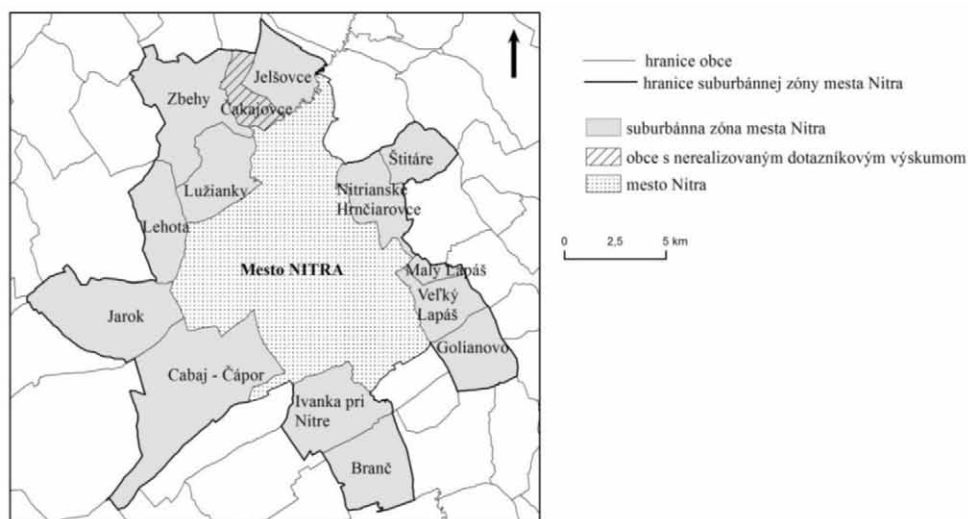 Jelšovce
Zbehy
Čakajovce
Štitáre
Lužianky
Nitrianske
Hrnčiarovce
Lehota
Mesto NITRA
Malý Lapáš
Veľký
Lapáš
Jarok
Golianovo
Cabaj - Čápor
Ivanka pri
Nitre
Branč
hranice obce
hranice suburbánnej zóny mesta Nitra
suburbánna zóna mesta Nitra
obce s nerealizovaným dotazníkovým výskumom
mesto Nitra
0 2,5 5 km